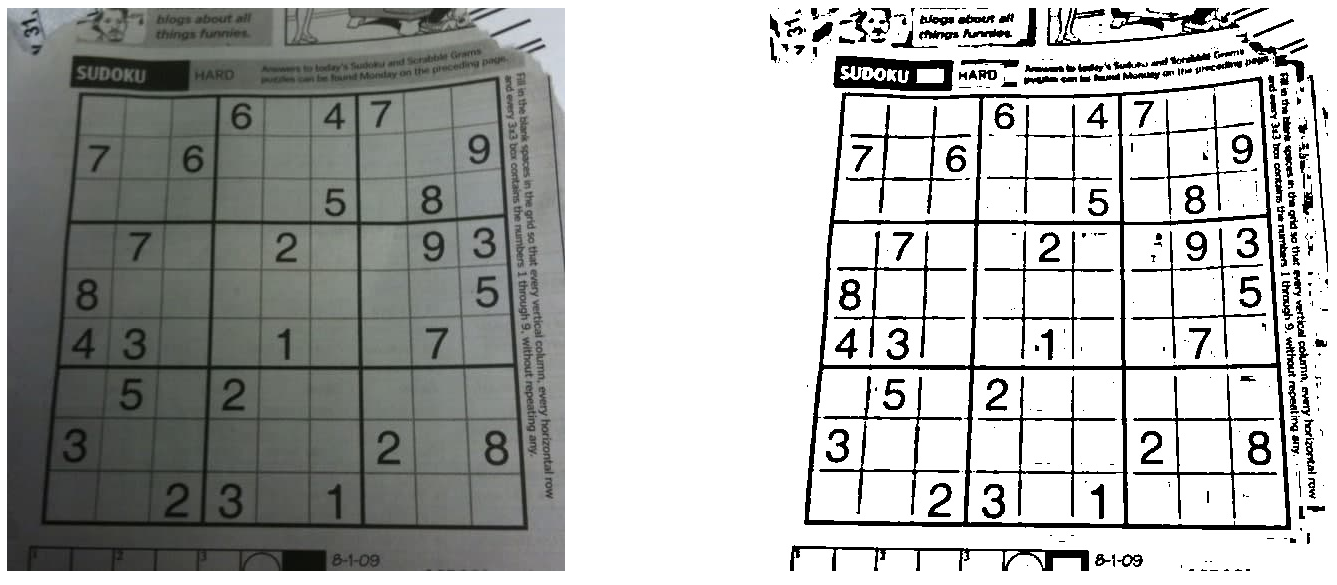 31,
blogs about all
things funnies.
SUDOKU HARD Answers to today's Sudoku and Scrabble Grams
puzzles can be found Monday on the preceding page.
Fill in the blank spaces in the grid so that every vertical column, every horizontal row
and every 3x3 box contains the numbers 1 through 9, without repeating any.
6 4 7
7 6 9
5 8
7 2 9 3
8 5
4 3 1 7
5 2
3 2 8
2 3 1
1 2 3
8-1-09
31,
blogs about all
things funnies.
SUDOKU HARD Answers to today's Sudoku and Scrabble Grams
puzzles can be found Monday on the preceding page.
Fill in the blank spaces in the grid so that every vertical column, every horizontal row
and every 3x3 box contains the numbers 1 through 9, without repeating any.
6 4 7
7 6 9
5 8
7 2 9 3
8 5
4 3 1 7
5 2
3 2 8
2 3 1
8-1-09